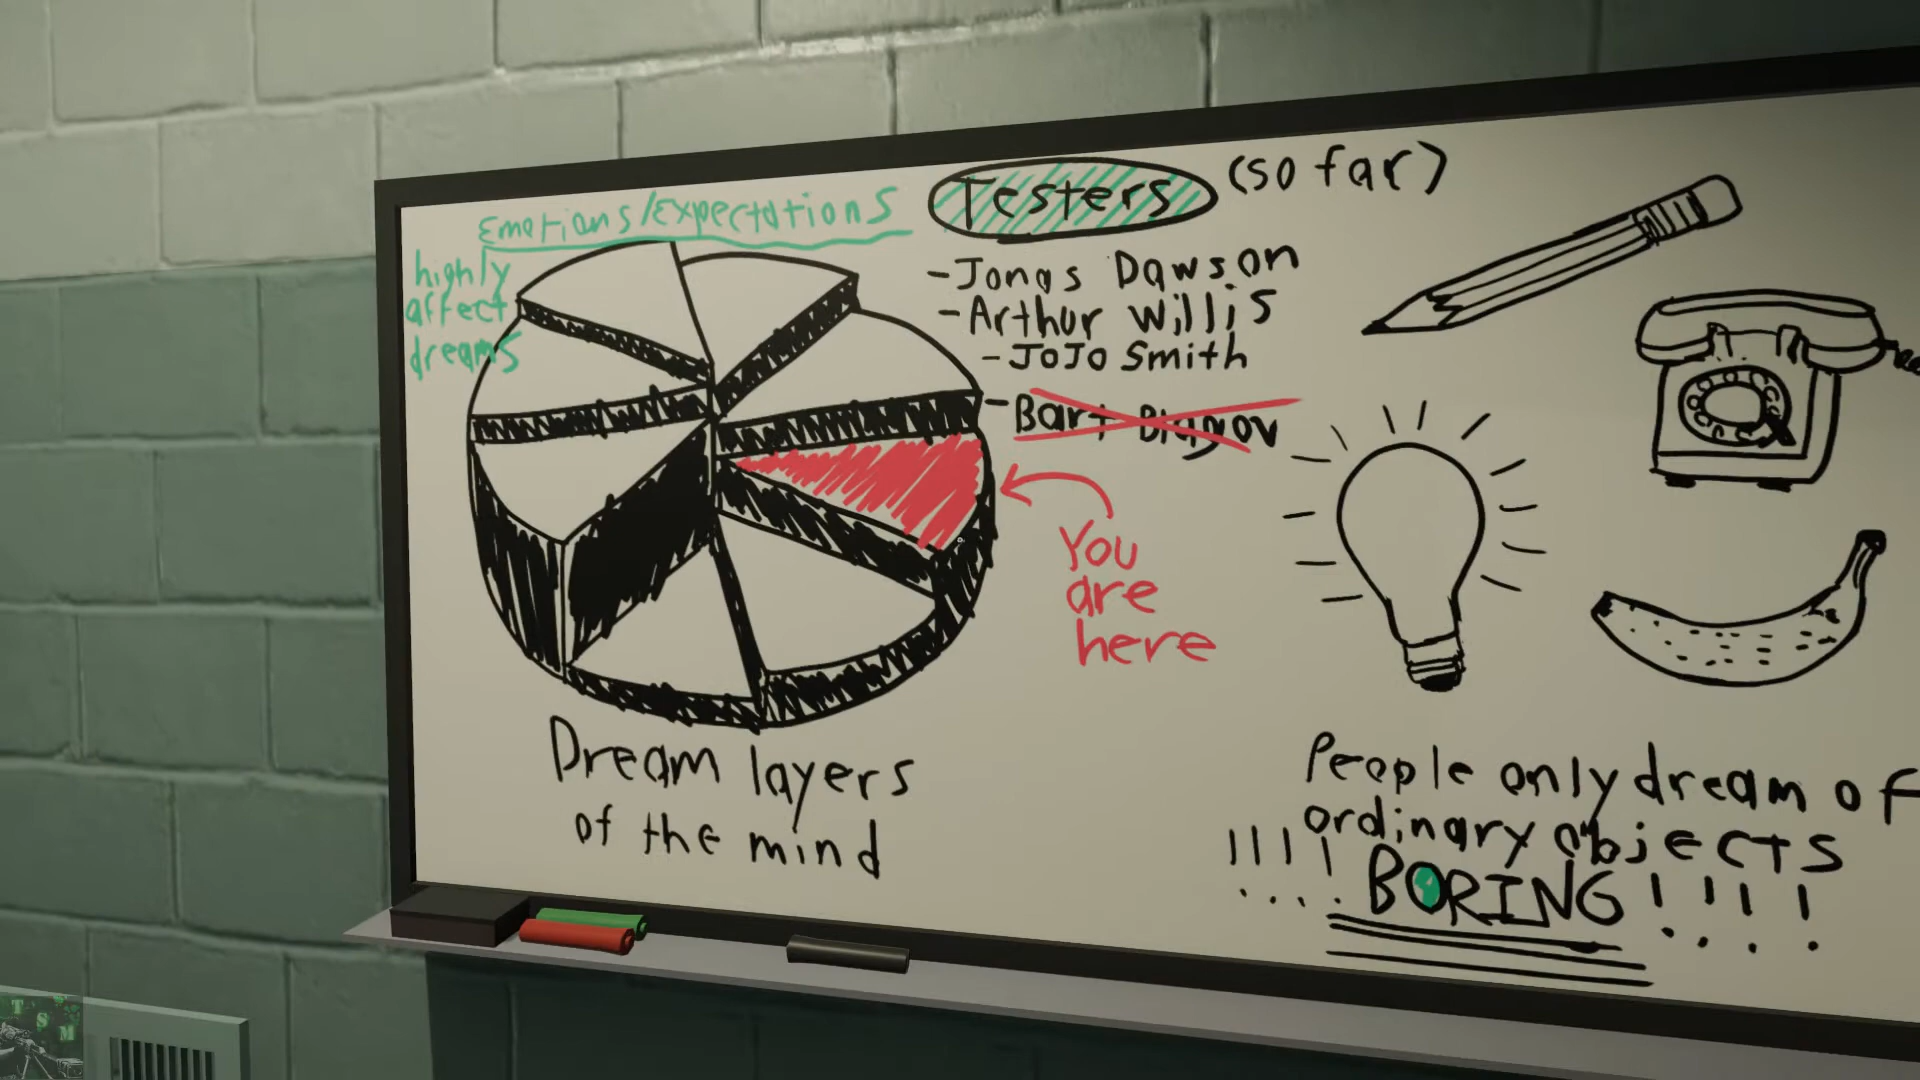 Emotions/Expectations
highly
affect
dreams
Testers (so far)
-Jonas Dawson
-Arthur Willis
-JoJo Smith
-Bart
You
are
here
Dream layers
of the mind
People only dream of
ordinary objects
!!!! BORING!!!!
TSM